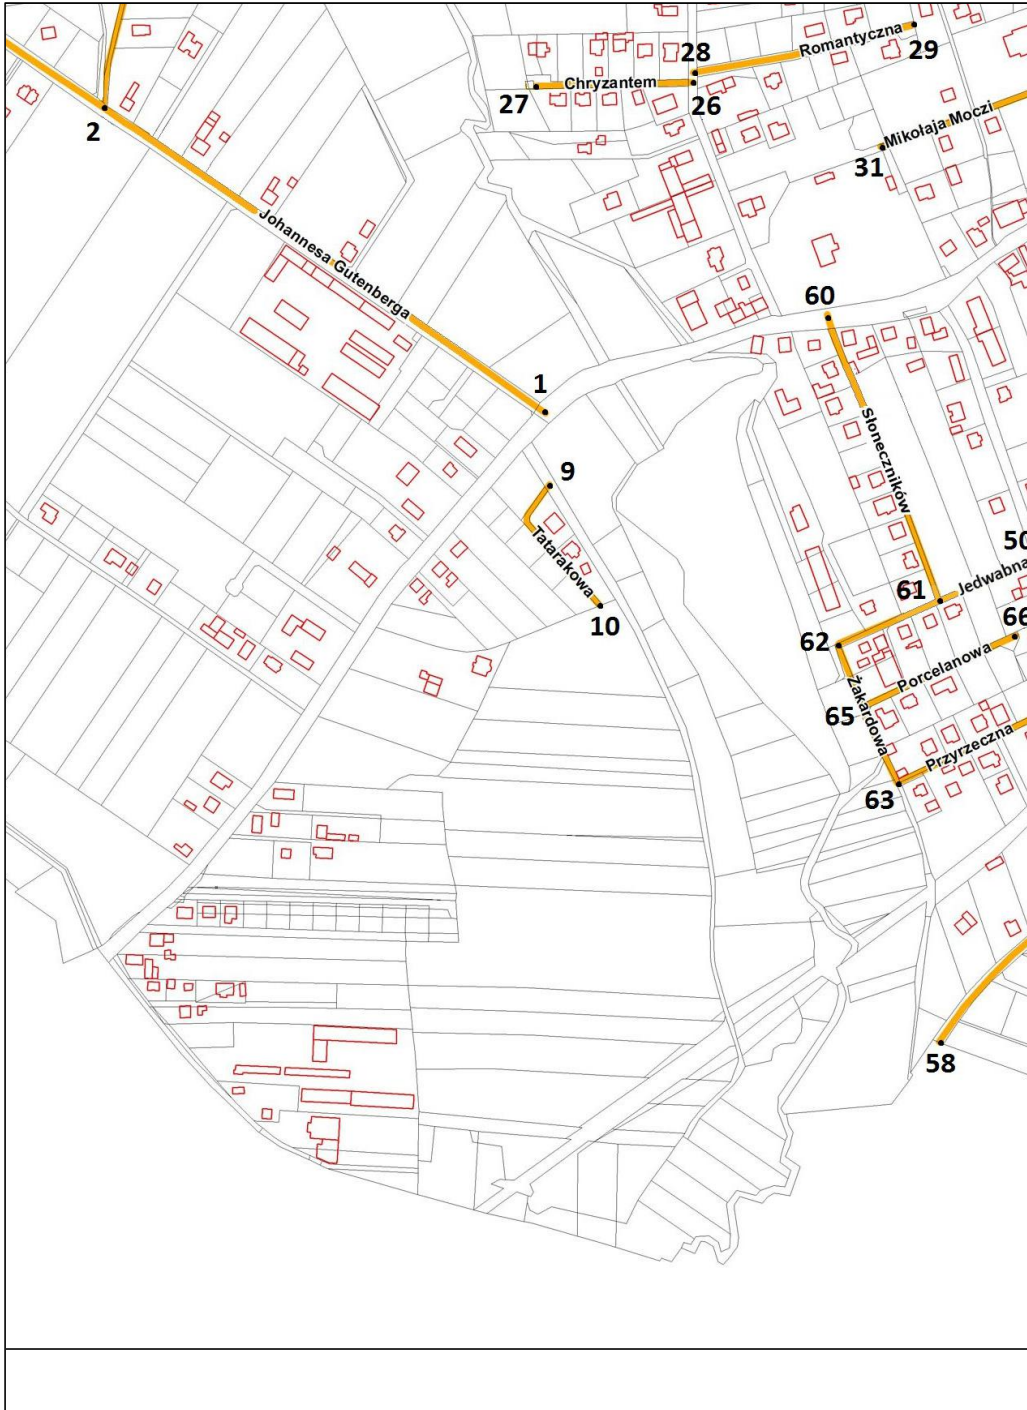 28
Romantyczna
29
Chryzantem
27
26
2
Mikołaja Moczi
31
Johannesa Gutenberga
60
1
Słoneczników
9
Tatarakowa
50
Jedwabna
61
10
66
62
Porcelanowa
Żakardowa
65
Przyrzeczna
63
58